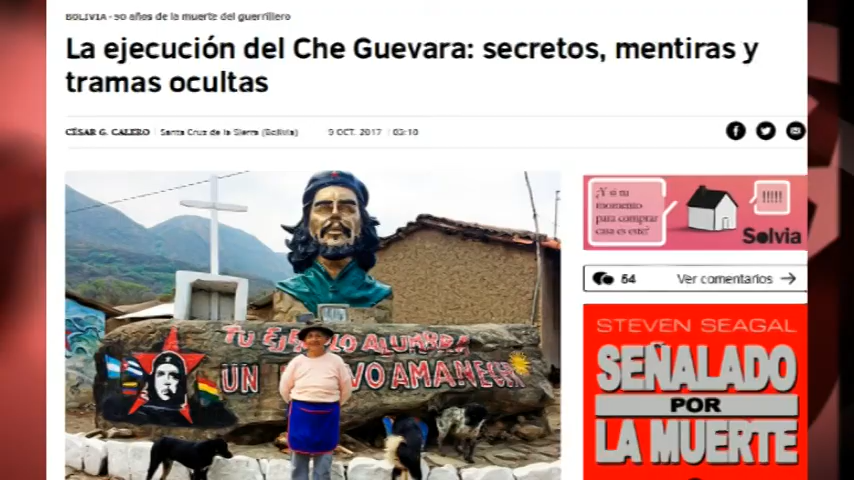 BOLIVIA - 50 años de la muerte del guerrillero
La ejecución del Che Guevara: secretos, mentiras y
tramas ocultas
CÉSAR G. CALERO | Santa Cruz de la Sierra (Bolivia)
9 OCT. 2017 | 03:10
TU EJEMPLO ALUMBRA
UN NUEVO AMANECER
¿Y si tu
momento
para comprar
casa es este?
!!!!!
Solvia
54
Ver comentarios
STEVEN SEAGAL
SEÑALADO
POR
LA MUERTE